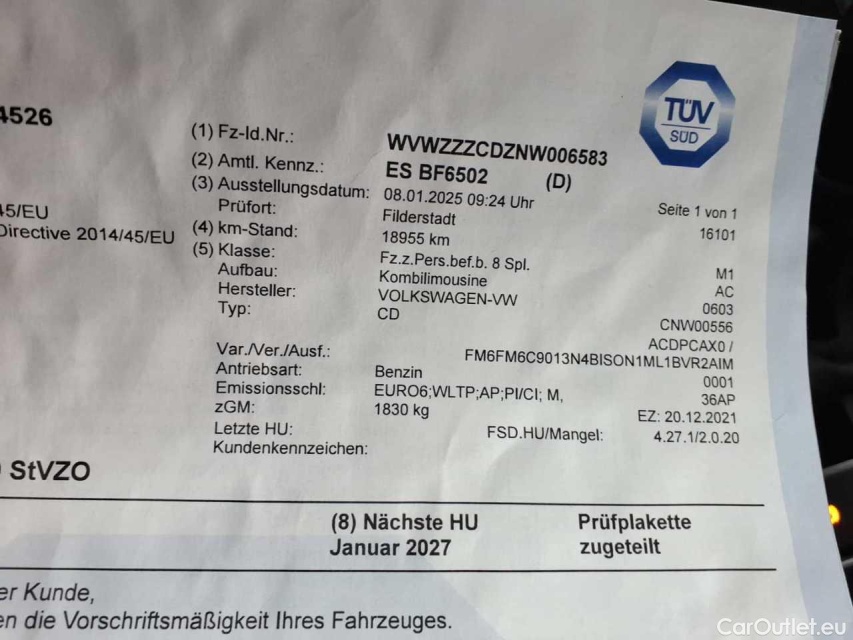 4526
TÜV
SÜD
(1) Fz-Id.Nr.: WVWZZZCDZNW006583
(2) Amtl. Kennz.: ES BF6502 (D)
(3) Ausstellungsdatum: 08.01.2025 09:24 Uhr Seite 1 von 1
Prüfort: Filderstadt 16101
45/EU
Directive 2014/45/EU
(4) km-Stand: 18955 km
(5) Klasse: Fz.z.Pers.bef.b. 8 Spl. M1
Aufbau: Kombilimousine AC
Hersteller: VOLKSWAGEN-VW 0603
Typ: CD CNW00556
ACDPCAX0 /
Var./Ver./Ausf.: FM6FM6C9013N4BISON1ML1BVR2AIM
Antriebsart: Benzin 0001
Emissionsschl: EURO6;WLTP;AP;PI/CI; M, 36AP
zGM: 1830 kg EZ: 20.12.2021
Letzte HU: FSD.HU/Mangel: 4.27.1/2.0.20
Kundenkennzeichen:
StVZO
(8) Nächste HU Prüfplakette
Januar 2027 zugeteilt
er Kunde,
en die Vorschriftsmäßigkeit Ihres Fahrzeuges.
CarOutlet.eu